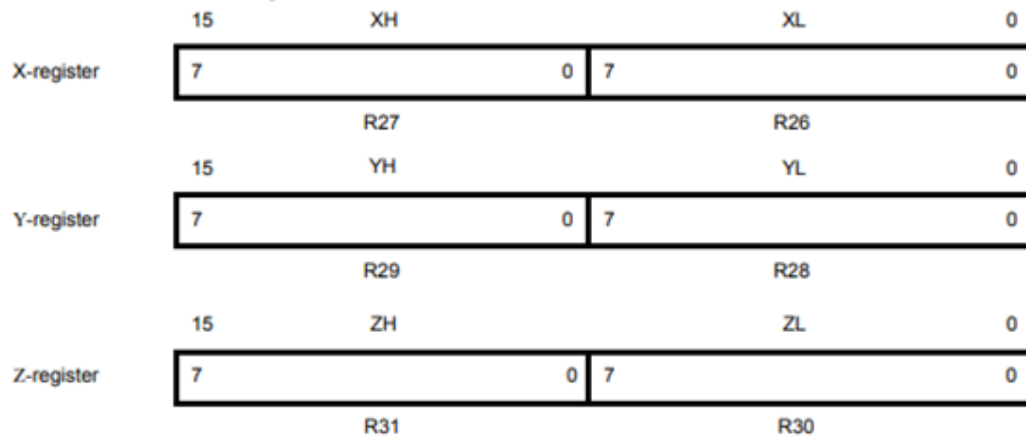 15 XH XL 0
X-register 7 0 7 0
R27 R26
15 YH YL 0
Y-register 7 0 7 0
R29 R28
15 ZH ZL 0
Z-register 7 0 7 0
R31 R30